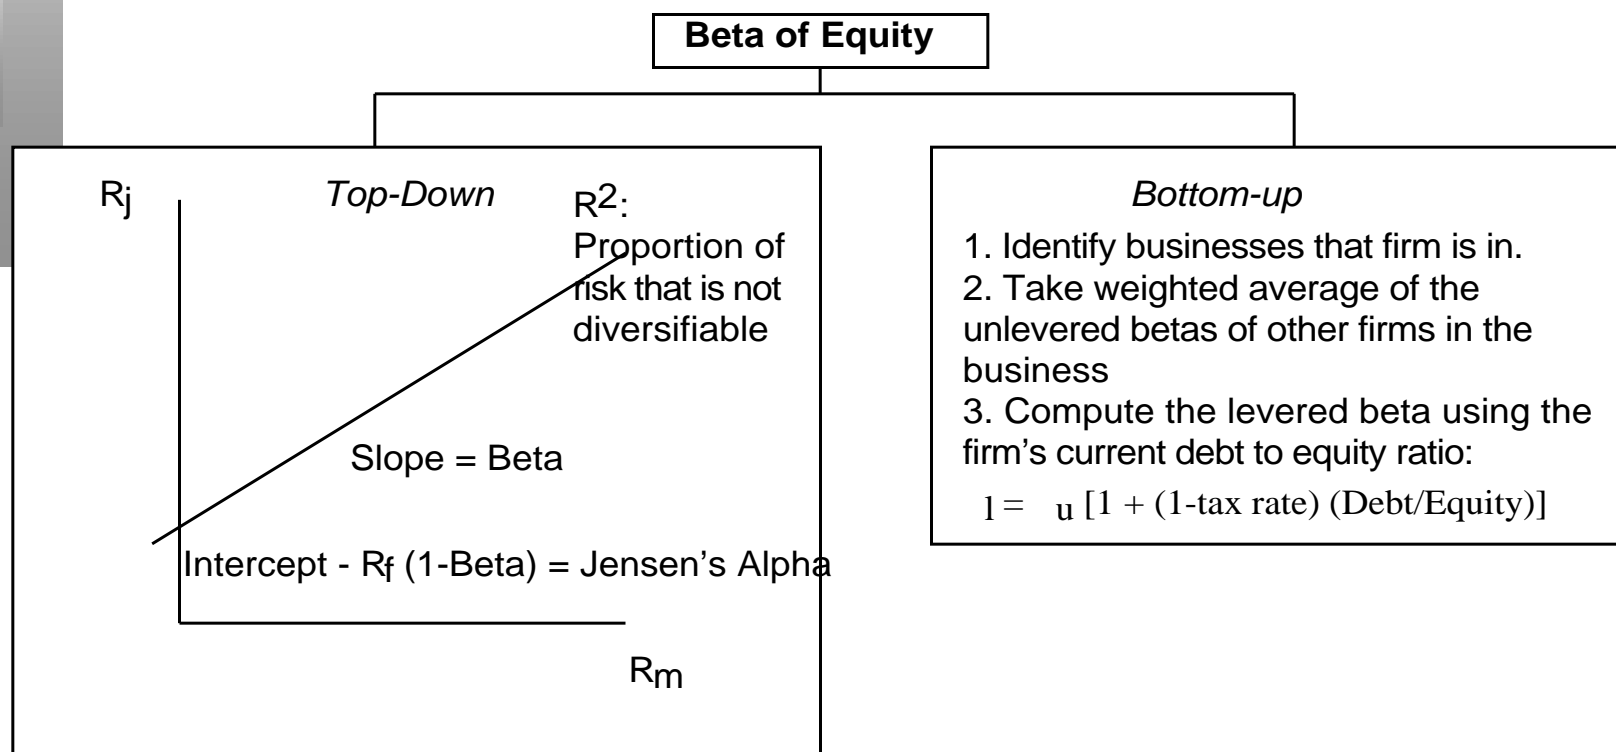 Beta of Equity
Rj
Top-Down
R2:
Proportion of
risk that is not
diversifiable
Slope = Beta
Intercept - Rf (1-Beta) = Jensen's Alpha
Rm
Bottom-up
1. Identify businesses that firm is in.
2. Take weighted average of the
unlevered betas of other firms in the
business
3. Compute the levered beta using the
firm's current debt to equity ratio:
l = u [1 + (1-tax rate) (Debt/Equity)]